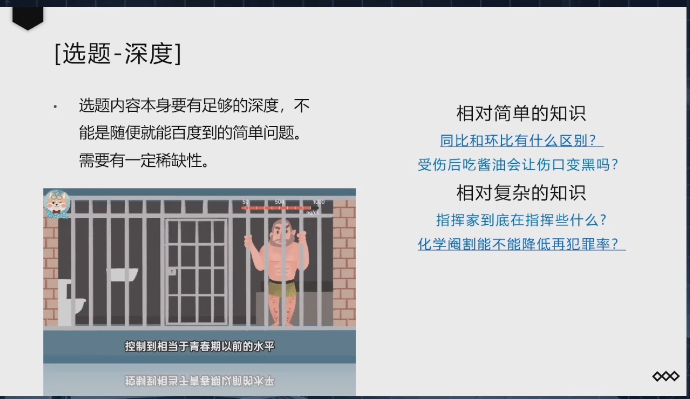 [选题-深度]
选题内容本身要有足够的深度，不
能是随便就能百度到的简单问题。
需要有一定稀缺性。
控制到相当于青春期以前的水平
相对简单的知识
同比和环比有什么区别？
受伤后吃酱油会让伤口变黑吗？
相对复杂的知识
指挥家到底在指挥些什么？
化学阉割能不能降低再犯罪率？